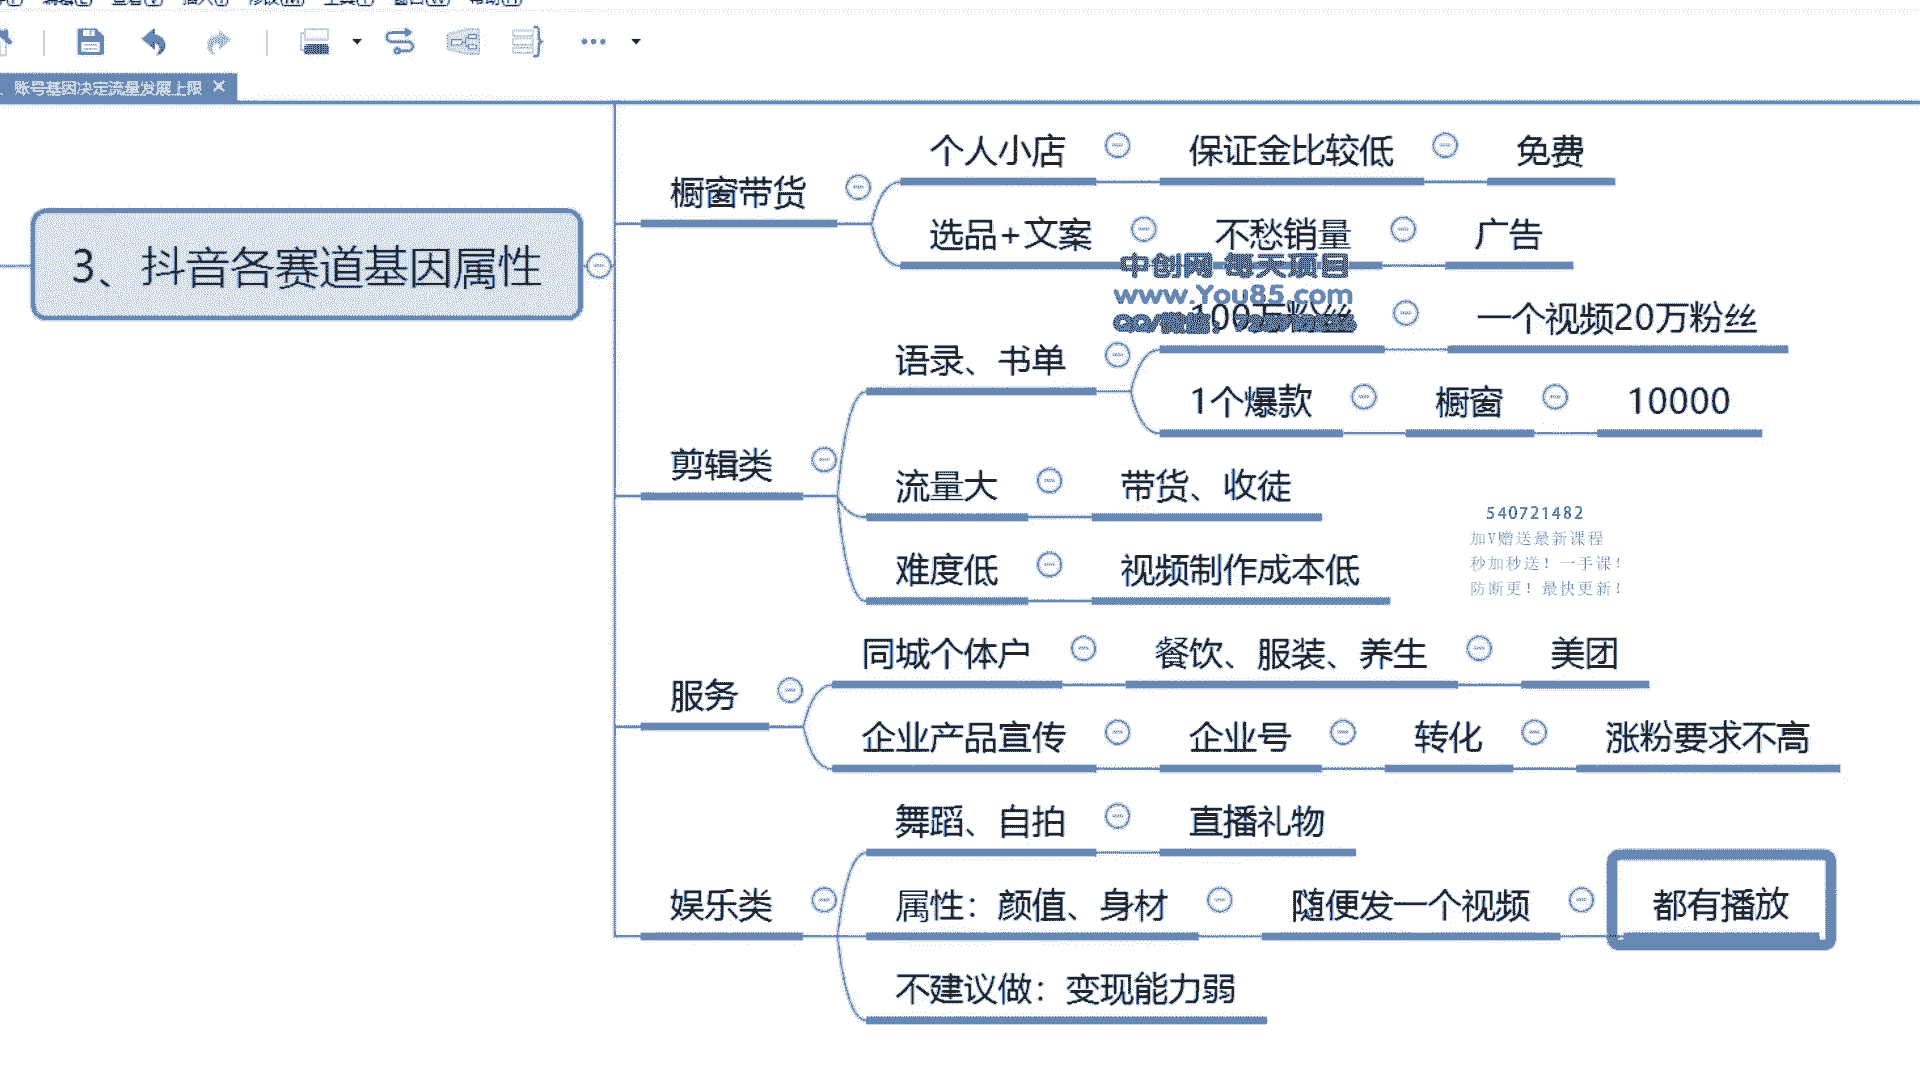 账号基因决定流量发展上限
3、抖音各赛道基因属性
橱窗带货
个人小店
保证金比较低
免费
选品+文案
不愁销量
广告
中创网 每天项目
www.You85.com
剪辑类
语录、书单
100万粉丝
一个视频20万粉丝
1个爆款
橱窗
10000
流量大
带货、收徒
难度低
视频制作成本低
540721482
加V赠送最新课程
秒加秒送！一手课！
防断更！最快更新！
服务
同城个体户
餐饮、服装、养生
美团
企业产品宣传
企业号
转化
涨粉要求不高
娱乐类
舞蹈、自拍
直播礼物
属性：颜值、身材
随便发一个视频
都有播放
不建议做：变现能力弱